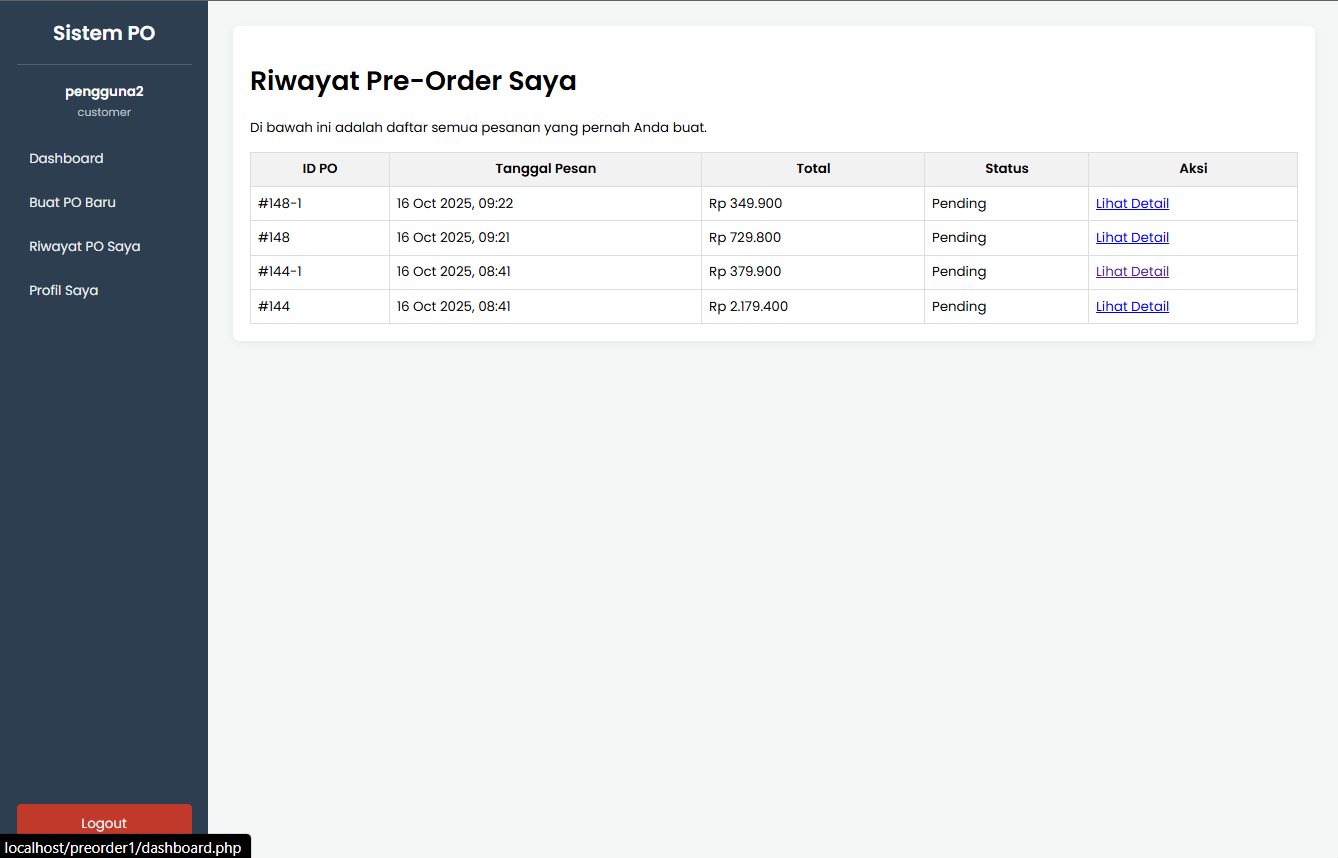 Sistem PO
pengguna2
customer
Dashboard
Buat PO Baru
Riwayat PO Saya
Profil Saya
Logout
localhost/preorder1/dashboard.php
Riwayat Pre-Order Saya
Di bawah ini adalah daftar semua pesanan yang pernah Anda buat.
ID PO Tanggal Pesan Total Status Aksi
#148-1 16 Oct 2025, 09:22 Rp 349.900 Pending Lihat Detail
#148 16 Oct 2025, 09:21 Rp 729.800 Pending Lihat Detail
#144-1 16 Oct 2025, 08:41 Rp 379.900 Pending Lihat Detail
#144 16 Oct 2025, 08:41 Rp 2.179.400 Pending Lihat Detail